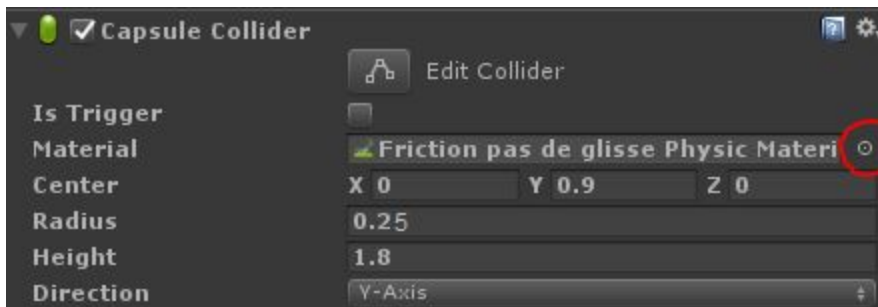 Capsule Collider
Edit Collider
Is Trigger
Material Friction pas de glisse Physic Materi
Center X 0 Y 0.9 Z 0
Radius 0.25
Height 1.8
Direction Y-Axis